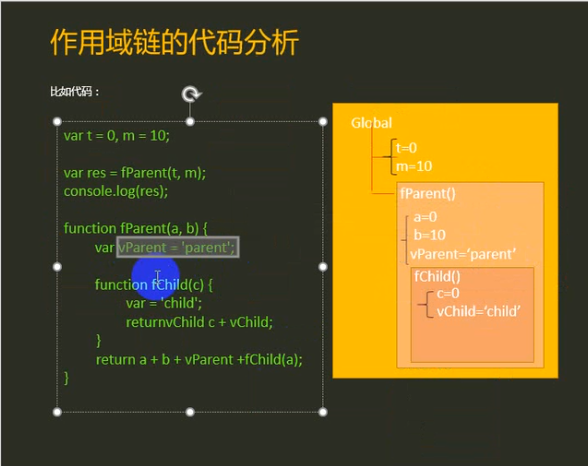 作用域链的代码分析
比如代码：
var t = 0, m = 10;
var res = fParent(t, m);
console.log(res);
function fParent(a, b) {
var vParent = 'parent';
function fChild(c) {
var = 'child';
returnvChild c + vChild;
}
return a + b + vParent +fChild(a);
}
Global
t=0
m=10
fParent()
a=0
b=10
vParent=‘parent’
fChild()
c=0
vChild=‘child’